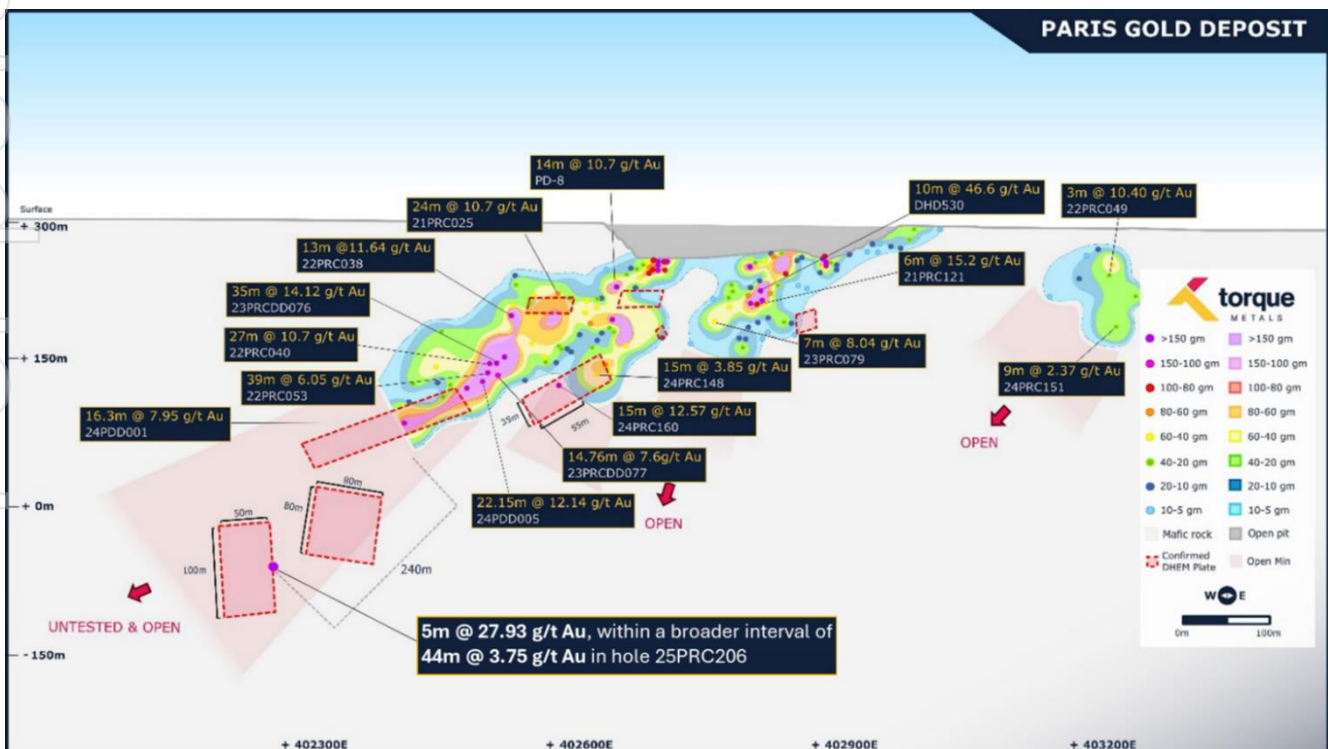 PARIS GOLD DEPOSIT
14m @ 10.7 g/t Au
PD-8
10m @ 46.6 g/t Au
DHD530
3m @ 10.40 g/t Au
22PRC049
24m @ 10.7 g/t Au
21PRC025
Surface
+ 300m
13m @11.64 g/t Au
22PRC038
6m @ 15.2 g/t Au
21PRC121
35m @ 14.12 g/t Au
23PRCDD076
27m @ 10.7 g/t Au
22PRC040
7m @ 8.04 g/t Au
23PRC079
+ 150m
39m @ 6.05 g/t Au
22PRC053
15m @ 3.85 g/t Au
24PRC148
9m @ 2.37 g/t Au
24PRC151
16.3m @ 7.95 g/t Au
24PDD001
35m
55m
15m @ 12.57 g/t Au
24PRC160
OPEN
14.76m @ 7.6g/t Au
23PRCDD077
80m
80m
+ 0m
22.15m @ 12.14 g/t Au
24PDD005
OPEN
50m
100m
240m
UNTESTED & OPEN
5m @ 27.93 g/t Au, within a broader interval of
44m @ 3.75 g/t Au in hole 25PRC206
-150m
+ 402300E
+ 402600E
+ 402900E
+ 403200E
torque
METALS
>150 gm >150 gm
150-100 gm 150-100 gm
100-80 gm 100-80 gm
80-60 gm 80-60 gm
60-40 gm 60-40 gm
40-20 gm 40-20 gm
20-10 gm 20-10 gm
10-5 gm 10-5 gm
Mafic rock Open pit
Confirmed
DHEM Plate Open Min
W E
0m 100m